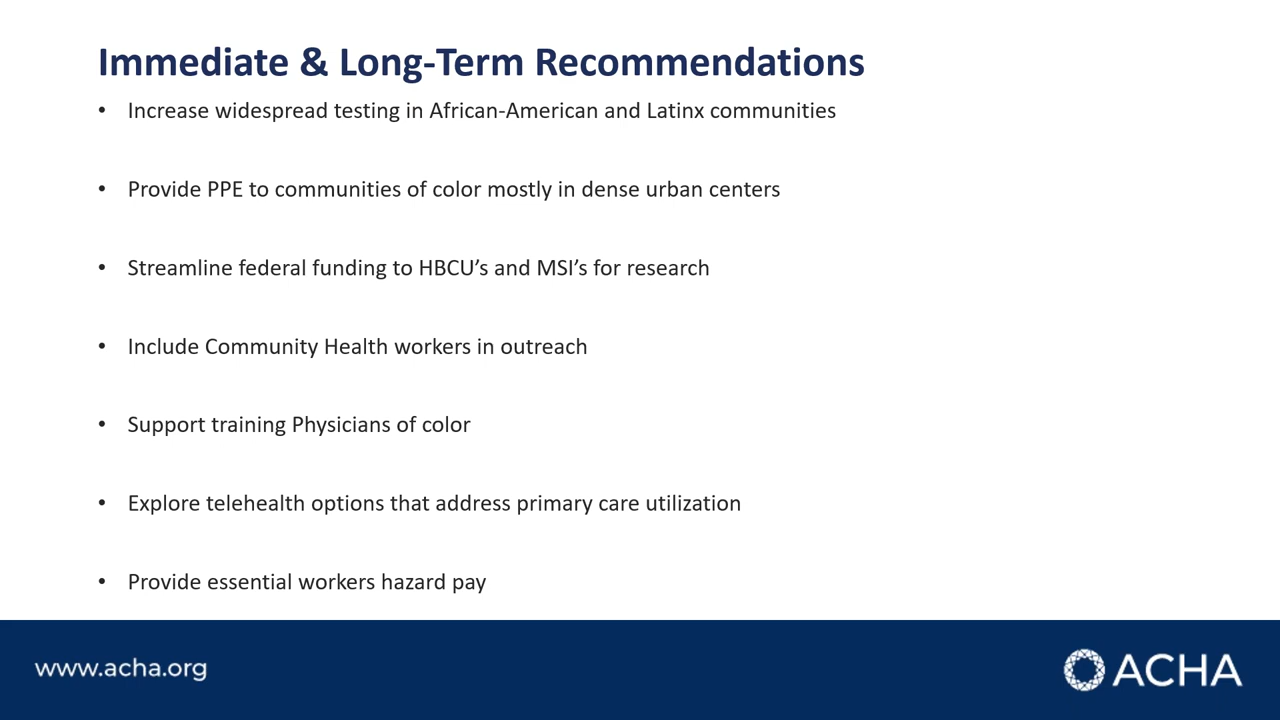 Immediate & Long-Term Recommendations
• Increase widespread testing in African-American and Latinx communities
• Provide PPE to communities of color mostly in dense urban centers
• Streamline federal funding to HBCU’s and MSI’s for research
• Include Community Health workers in outreach
• Support training Physicians of color
• Explore telehealth options that address primary care utilization
• Provide essential workers hazard pay
www.acha.org
ACHA